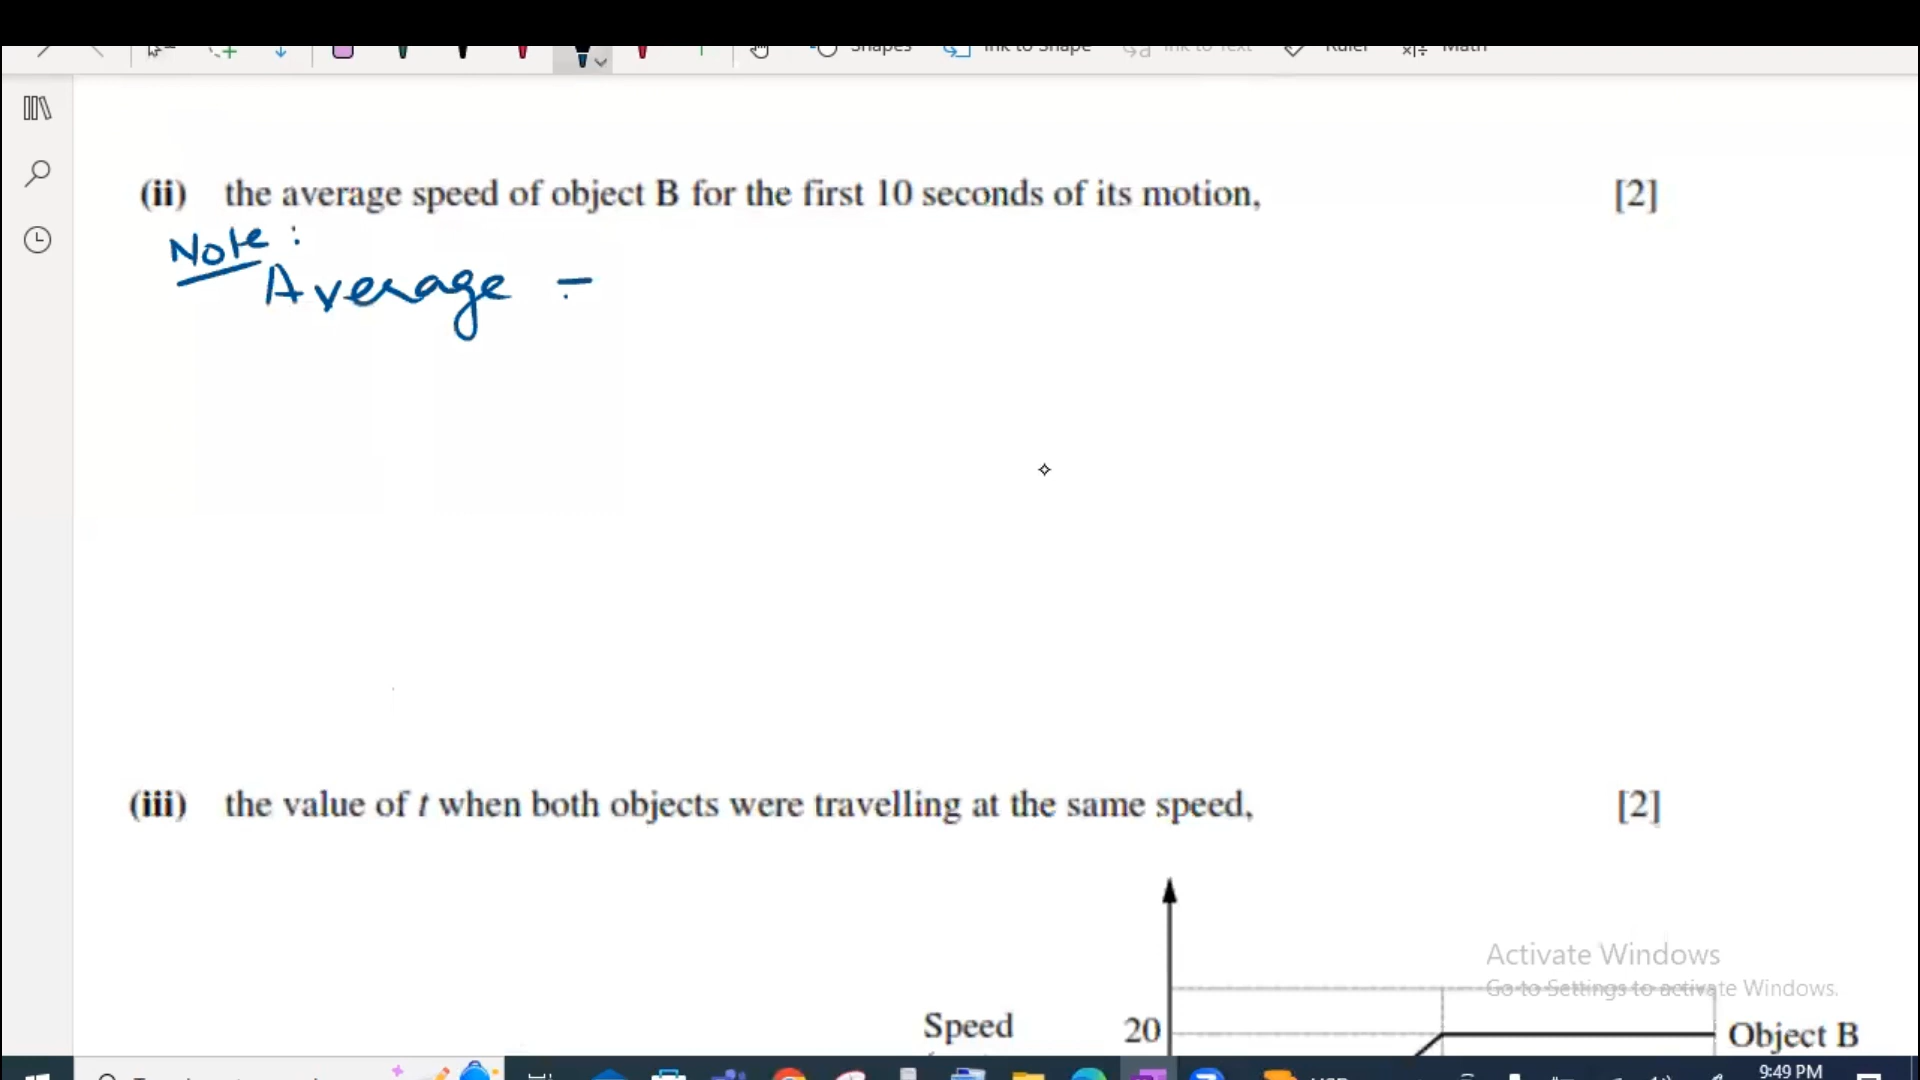 (ii) the average speed of object B for the first 10 seconds of its motion, [2]
Note :
Average =
(iii) the value of t when both objects were travelling at the same speed, [2]
Activate Windows
Go to Settings to activate Windows.
Speed 20 Object B
9:49 PM